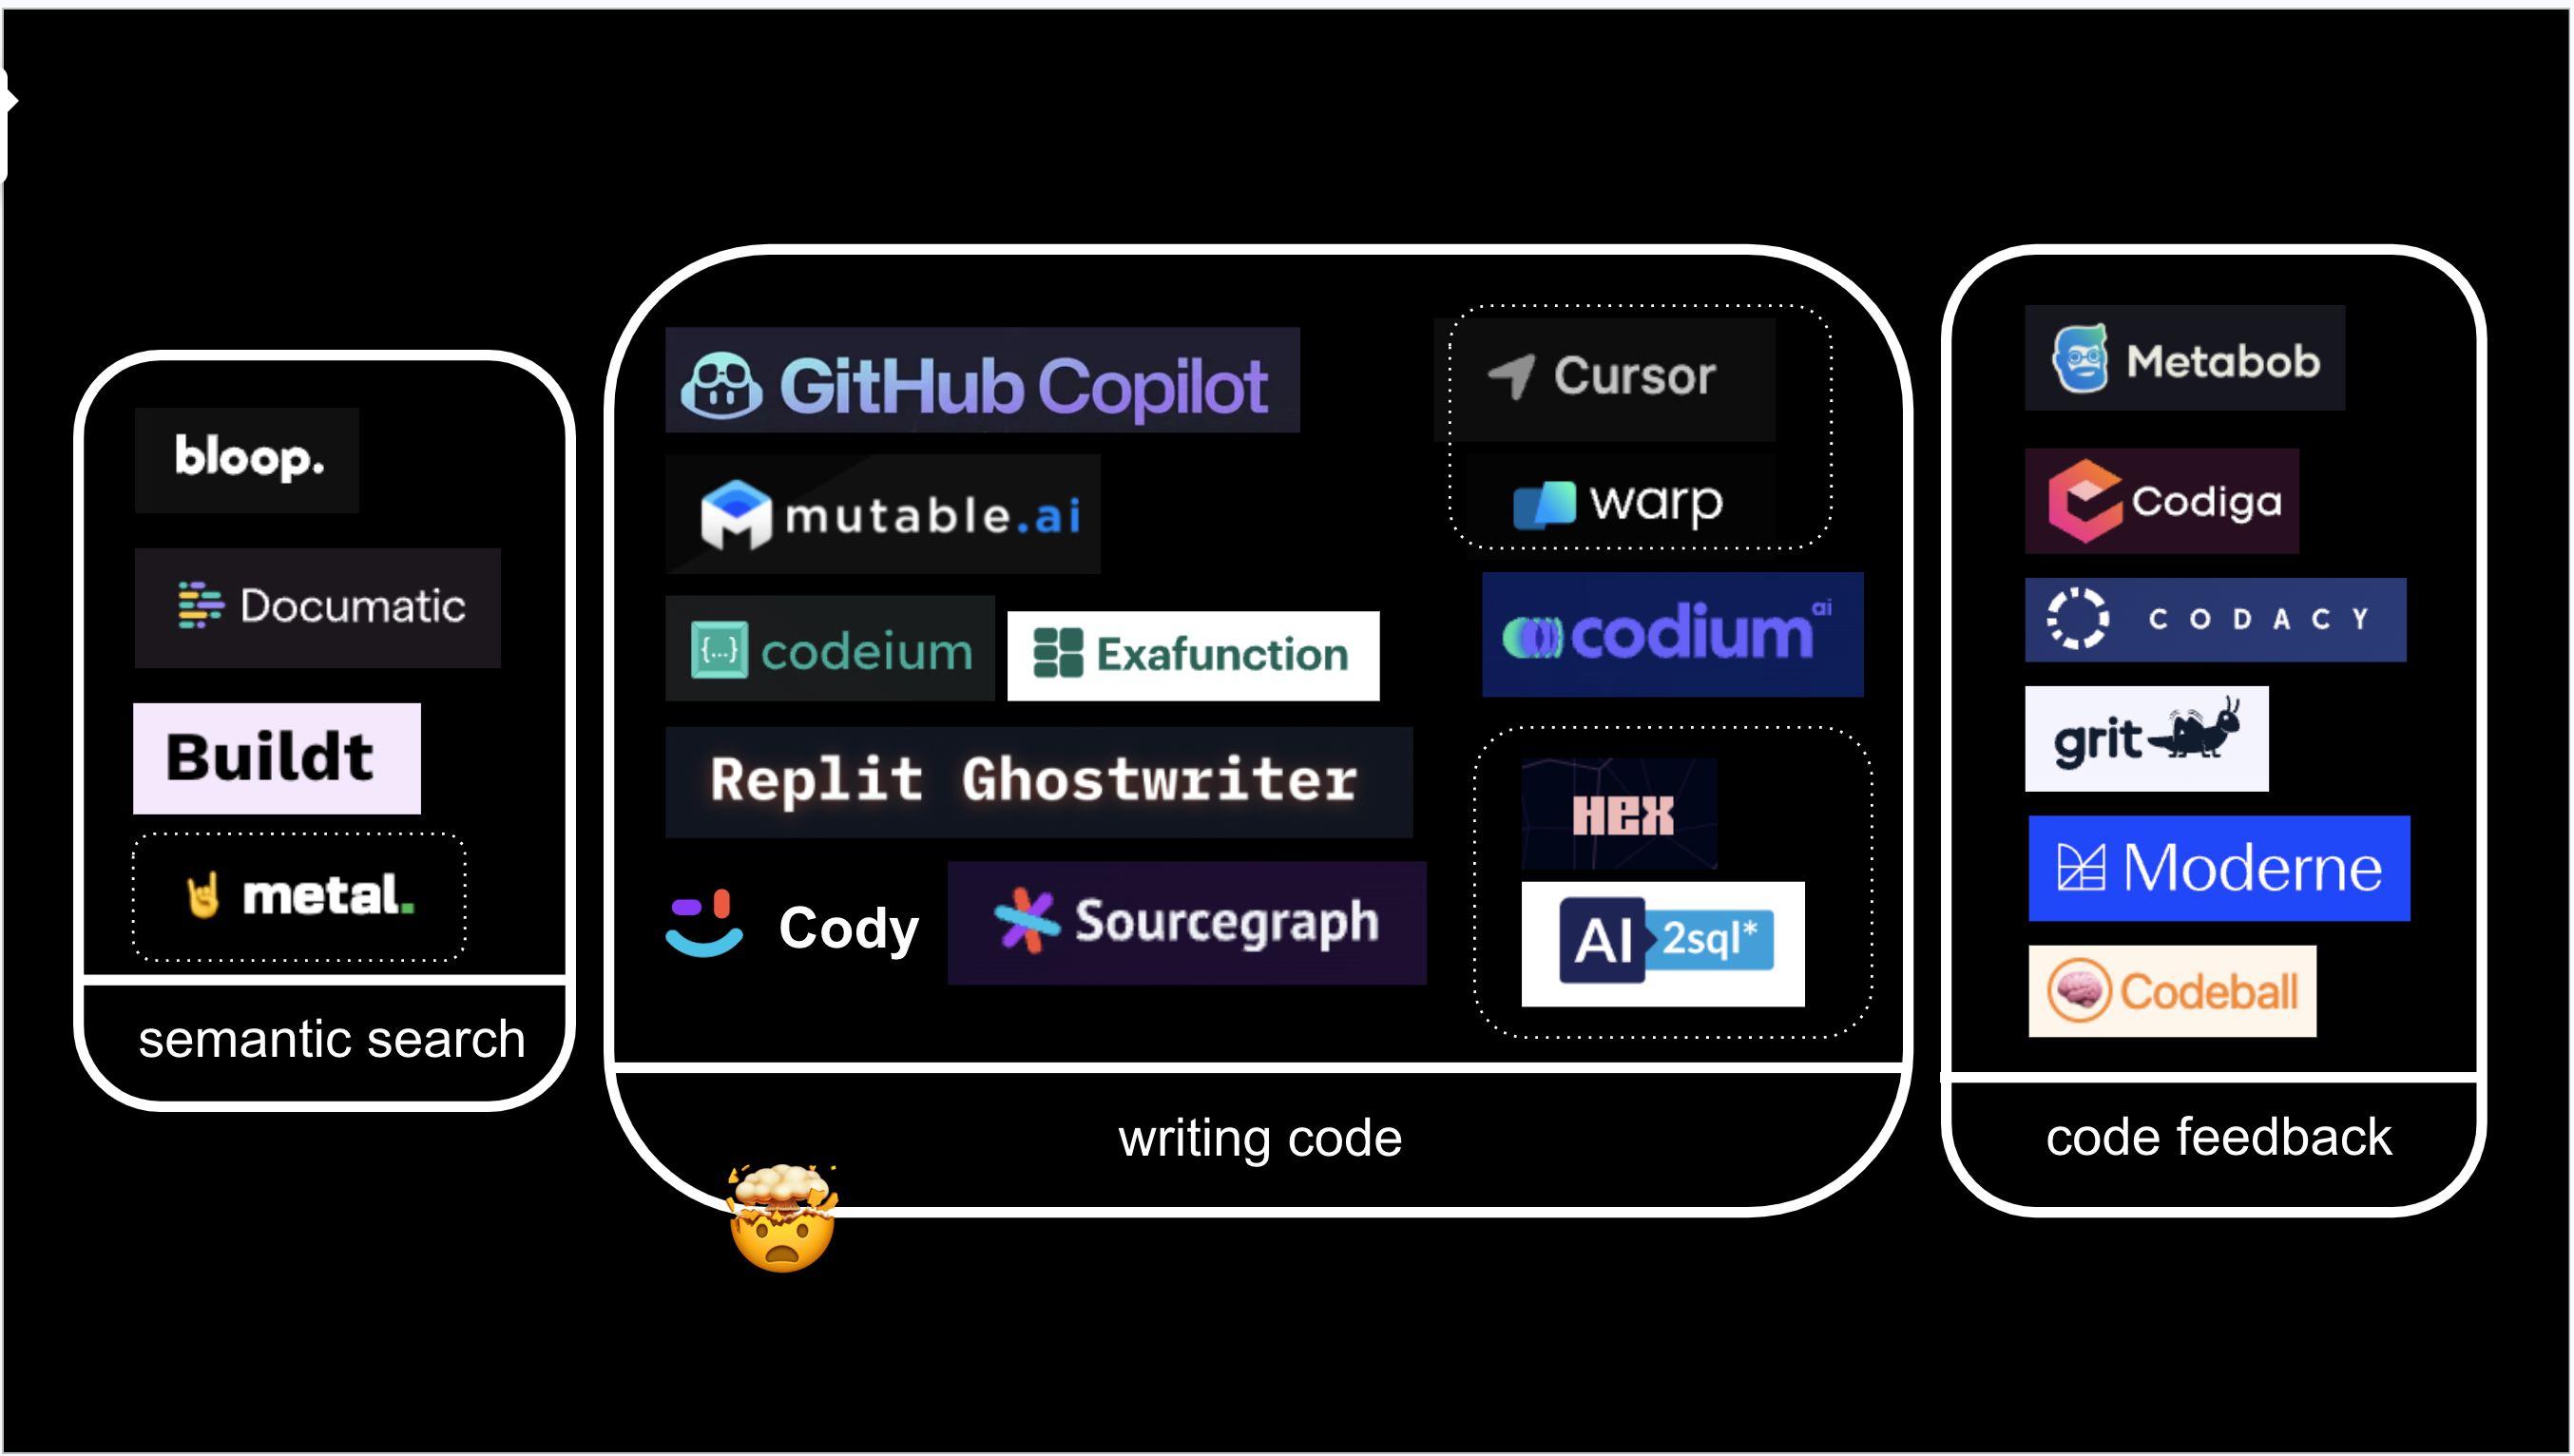 bloop.
Documatic
Buildt
metal.
semantic search
GitHub Copilot
mutable.ai
codeium
Exafunction
Replit Ghostwriter
Cody
Sourcegraph
Cursor
warp
codium ai
HEX
AI 2sql*
writing code
Metabob
Codiga
CODACY
grit
Moderne
Codeball
code feedback